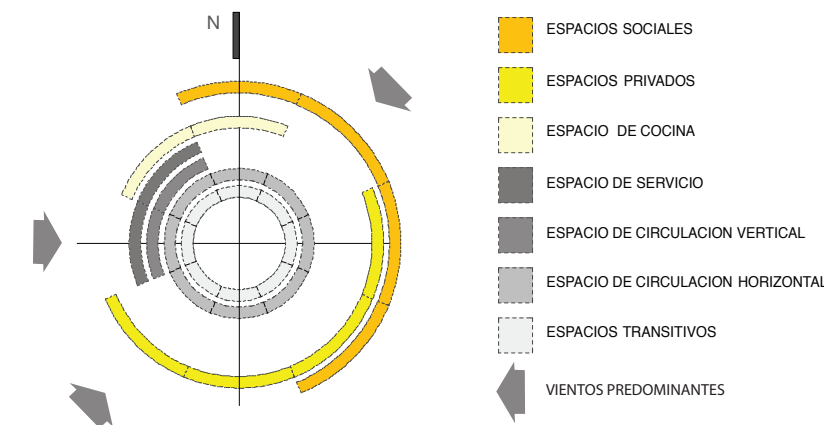 N
ESPACIOS SOCIALES
ESPACIOS PRIVADOS
ESPACIO DE COCINA
ESPACIO DE SERVICIO
ESPACIO DE CIRCULACION VERTICAL
ESPACIO DE CIRCULACION HORIZONTAL
ESPACIOS TRANSITIVOS
VIENTOS PREDOMINANTES